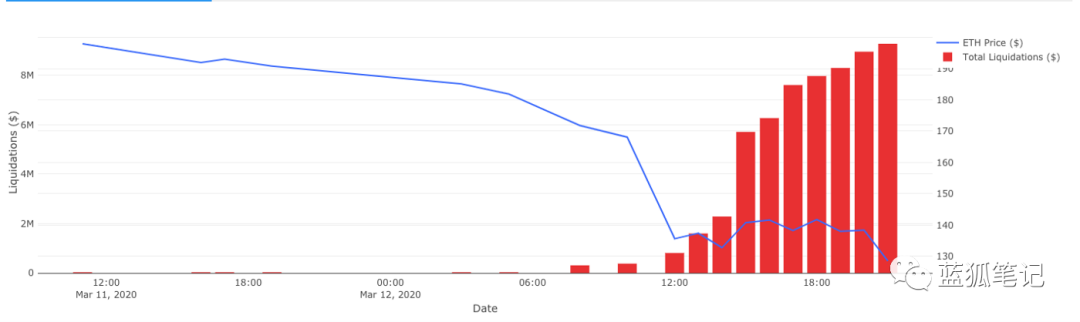 ETH Price ($)
Total Liquidations ($)
Liquidations ($)
8M
6M
4M
2M
0
190
180
170
160
150
140
130
12:00
Mar 11, 2020
18:00
00:00
Mar 12, 2020
06:00
12:00
18:00
Date
蓝狐笔记